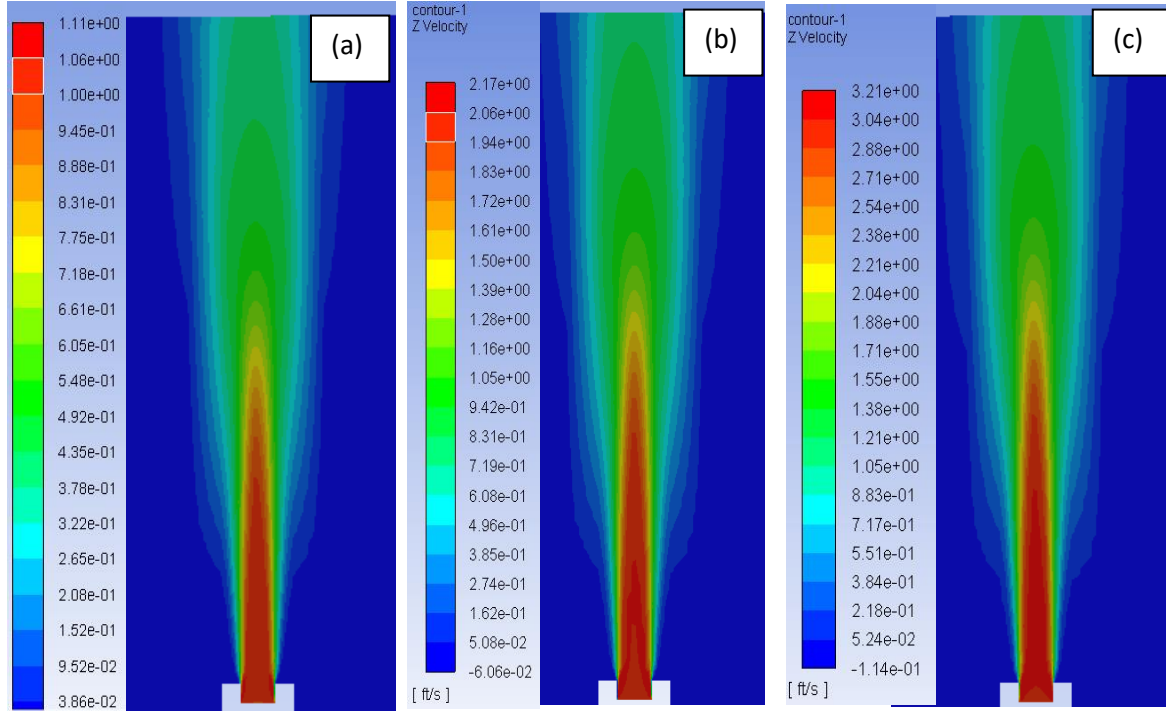 (a)
1.11e+00
1.06e+00
1.00e+00
9.45e-01
8.88e-01
8.31e-01
7.75e-01
7.18e-01
6.61e-01
6.05e-01
5.48e-01
4.92e-01
4.35e-01
3.78e-01
3.22e-01
2.65e-01
2.08e-01
1.52e-01
9.52e-02
3.86e-02
contour-1
Z Velocity
(b)
2.17e+00
2.06e+00
1.94e+00
1.83e+00
1.72e+00
1.61e+00
1.50e+00
1.39e+00
1.28e+00
1.16e+00
1.05e+00
9.42e-01
8.31e-01
7.19e-01
6.08e-01
4.96e-01
3.85e-01
2.74e-01
1.62e-01
5.08e-02
-6.06e-02
[ ft/s ]
contour-1
Z Velocity
(c)
3.21e+00
3.04e+00
2.88e+00
2.71e+00
2.54e+00
2.38e+00
2.21e+00
2.04e+00
1.88e+00
1.71e+00
1.55e+00
1.38e+00
1.21e+00
1.05e+00
8.83e-01
7.17e-01
5.51e-01
3.84e-01
2.18e-01
5.24e-02
-1.14e-01
[ ft/s ]